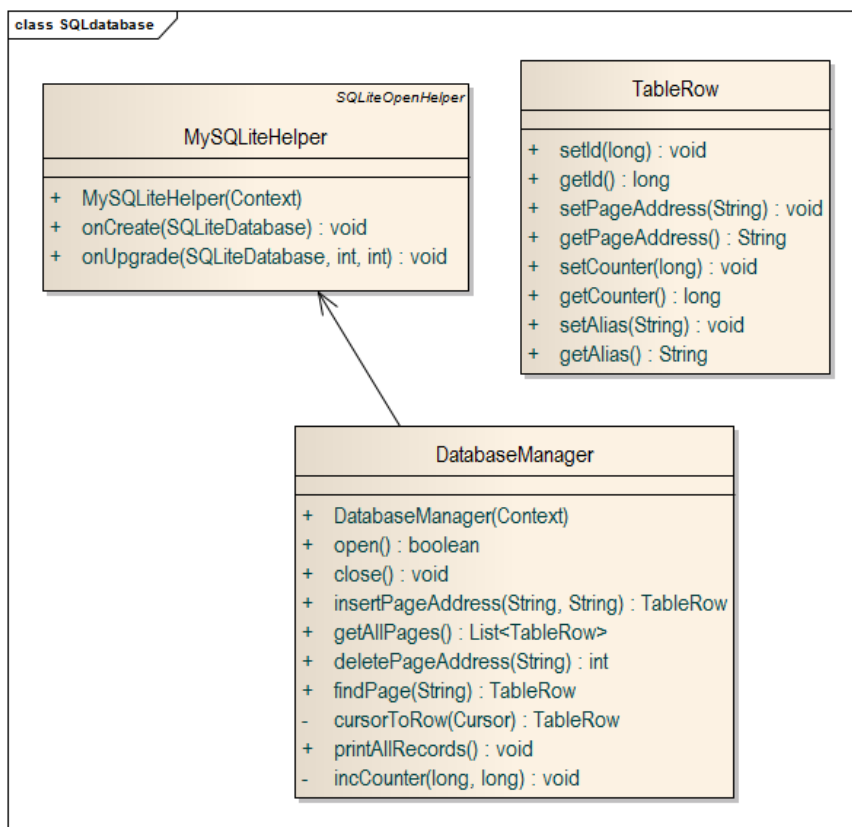 class SQLdatabase
SQLiteOpenHelper
MySQLiteHelper
+ MySQLiteHelper(Context)
+ onCreate(SQLiteDatabase) : void
+ onUpgrade(SQLiteDatabase, int, int) : void
TableRow
+ setId(long) : void
+ getId() : long
+ setPageAddress(String) : void
+ getPageAddress() : String
+ setCounter(long) : void
+ getCounter() : long
+ setAlias(String) : void
+ getAlias() : String
DatabaseManager
+ DatabaseManager(Context)
+ open() : boolean
+ close() : void
+ insertPageAddress(String, String) : TableRow
+ getAllPages() : List<TableRow>
+ deletePageAddress(String) : int
+ findPage(String) : TableRow
- cursorToRow(Cursor) : TableRow
+ printAllRecords() : void
- incCounter(long, long) : void